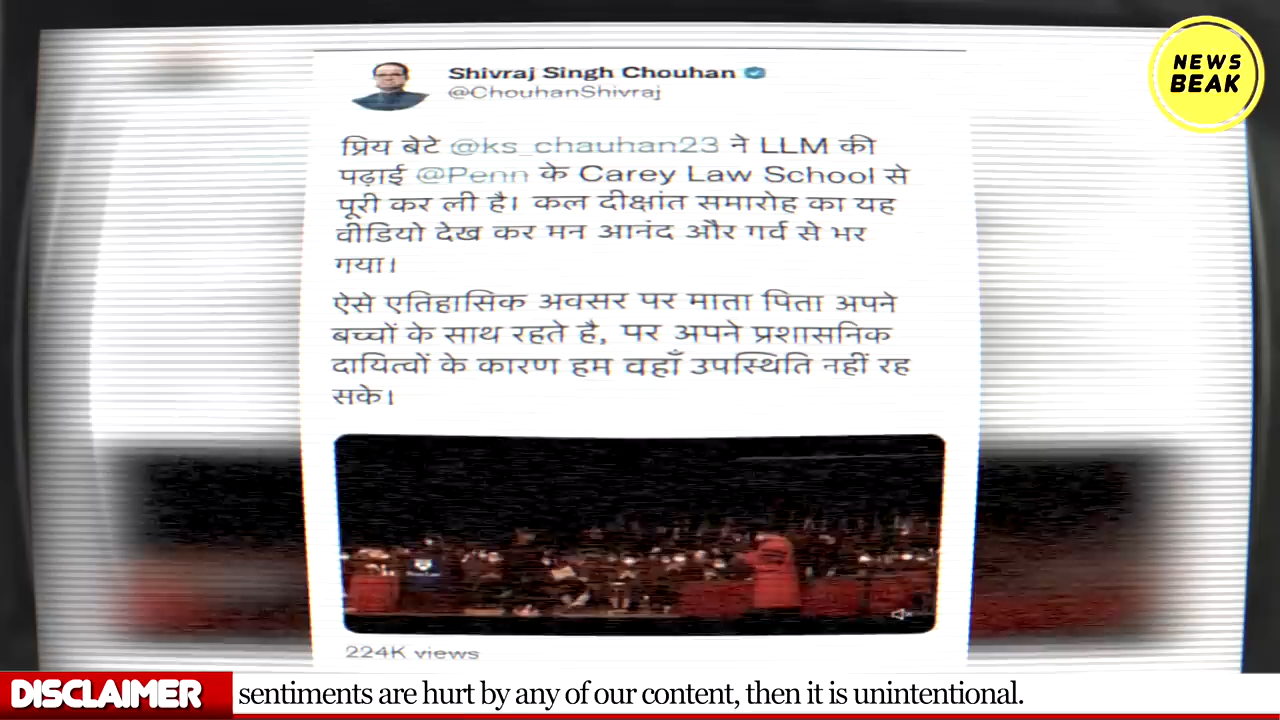 NEWS
BEAK
Shivraj Singh Chouhan
@ChouhanShivraj
प्रिय बेटे @ks_chauhan23 ने LLM की
पढ़ाई @Penn के Carey Law School से
पूरी कर ली है। कल दीक्षांत समारोह का यह
वीडियो देख कर मन आनंद और गर्व से भर
गया।
ऐसे एतिहासिक अवसर पर माता पिता अपने
बच्चों के साथ रहते है, पर अपने प्रशासनिक
दायित्वों के कारण हम वहाँ उपस्थिति नहीं रह
सके।
224K views
DISCLAIMER sentiments are hurt by any of our content, then it is unintentional.